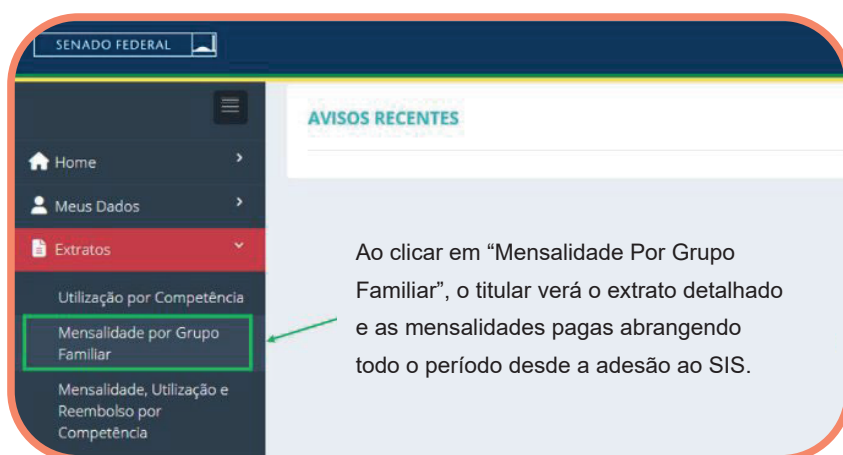 SENADO FEDERAL
AVISOS RECENTES
Home
Meus Dados
Extratos
Utilização por Competência
Mensalidade por Grupo
Familiar
Mensalidade, Utilização e
Reembolso por
Competência
Ao clicar em “Mensalidade Por Grupo
Familiar”, o titular verá o extrato detalhado
e as mensalidades pagas abrangendo
todo o período desde a adesão ao SIS.